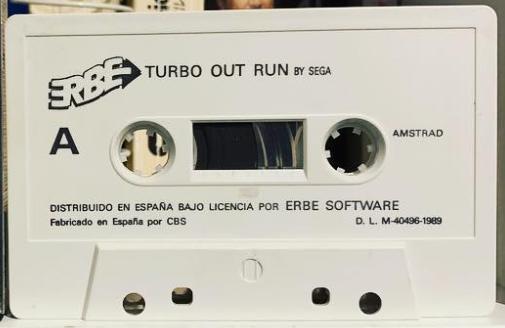 ERBE
TURBO OUT RUN BY SEGA
A
AMSTRAD
DISTRIBUIDO EN ESPAÑA BAJO LICENCIA POR ERBE SOFTWARE
Fabricado en España por CBS D. L. M-40496-1989